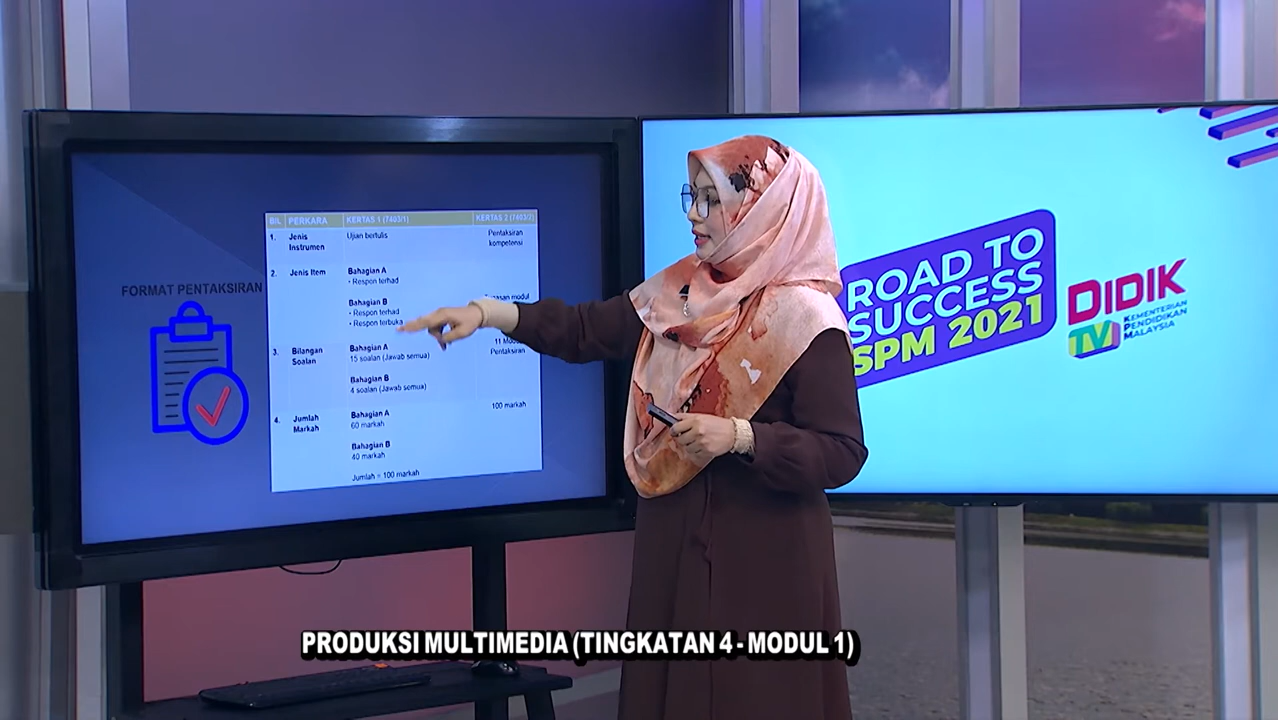 FORMAT PENTAKSIRAN
BIL PERKARA KERTAS 1 (7403/1) KERTAS 2 (7403/2)
1. Jenis Instrumen Ujian bertulis Pentaksiran kompetensi
2. Jenis Item Bahagian A
• Respon terhad
Bahagian B
• Respon terhad
• Respon terbuka
modul
3. Bilangan Soalan Bahagian A
15 soalan (Jawab semua)
11
Pentaksiran
Bahagian B
4 soalan (Jawab semua)
4. Jumlah Markah Bahagian A
60 markah
100 markah
Bahagian B
40 markah
Jumlah = 100 markah
ROAD TO
SUCCESS
SPM 2021
DIDIK
TV
KEMENTERIAN
PENDIDIKAN
MALAYSIA
PRODUKSI MULTIMEDIA (TINGKATAN 4 - MODUL 1)